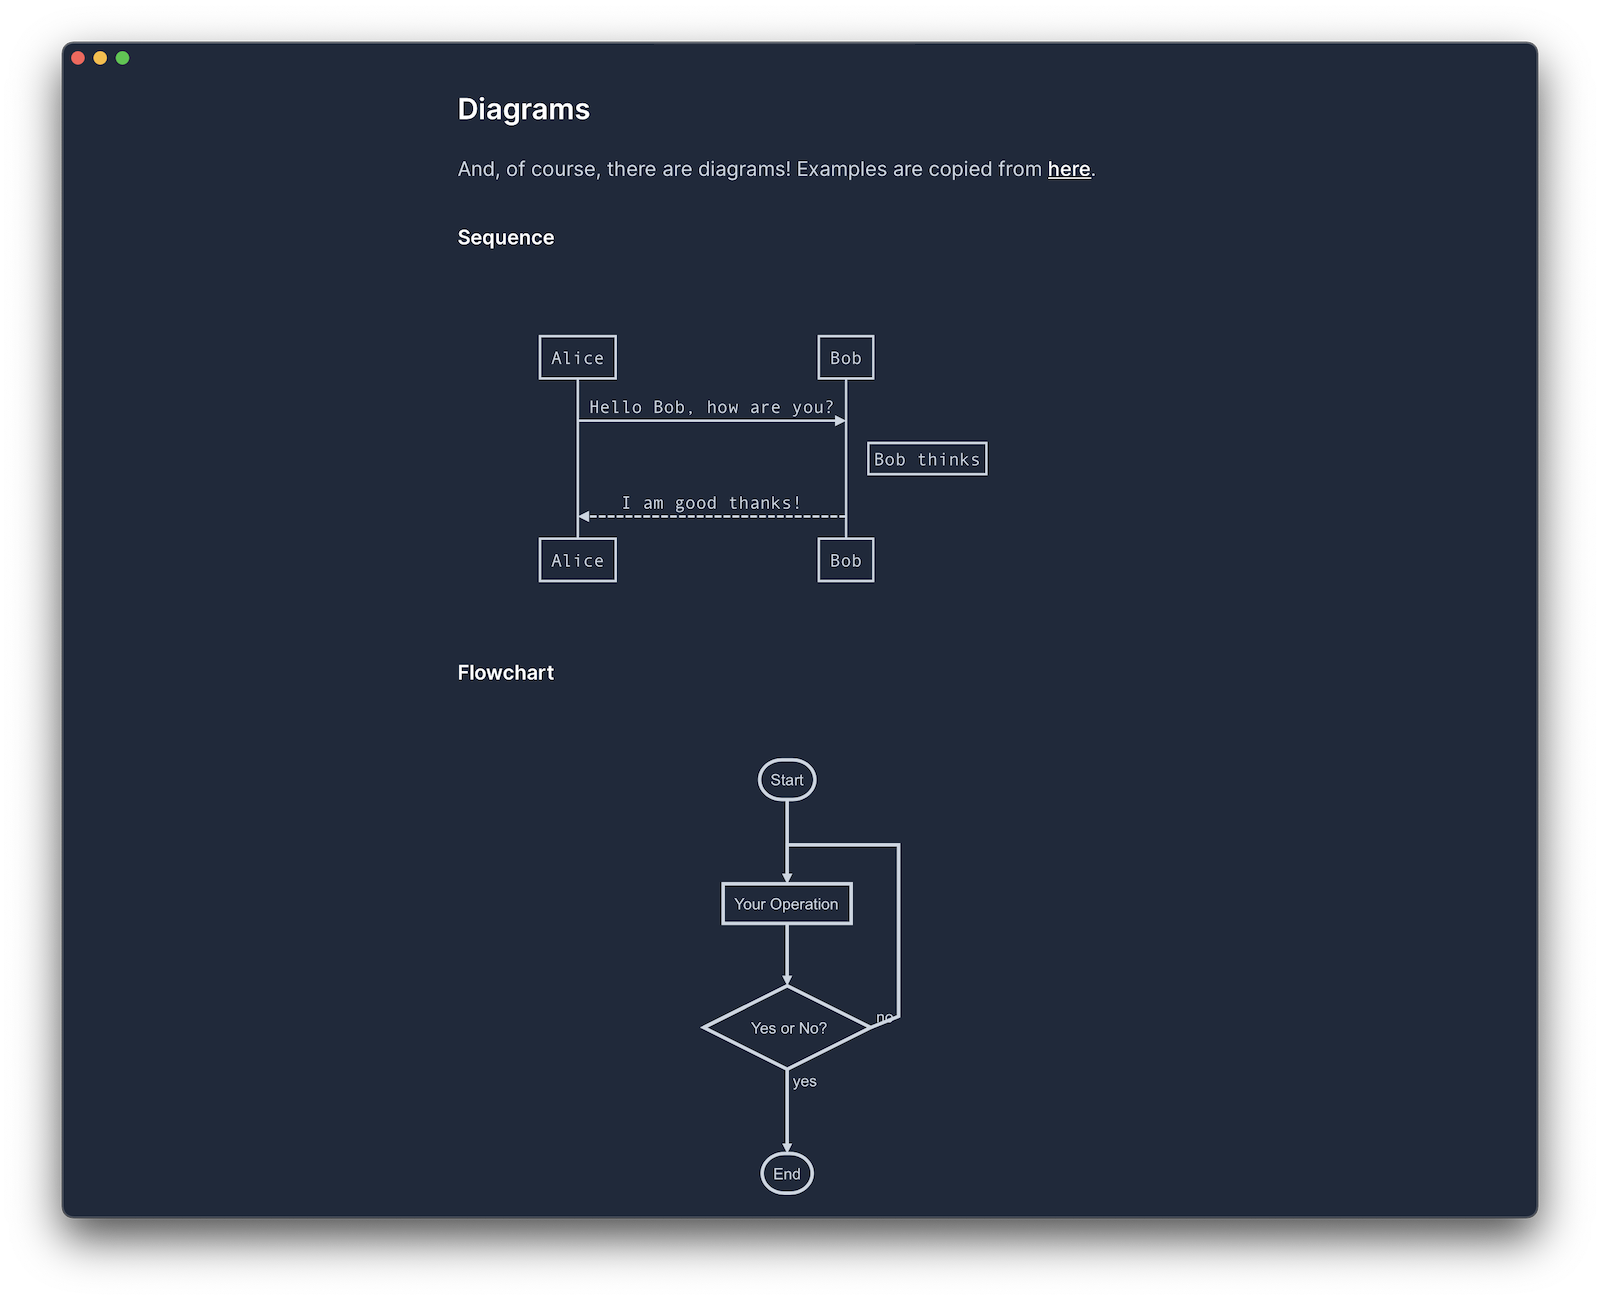 Diagrams
And, of course, there are diagrams! Examples are copied from here.
Sequence
Alice
Bob
Hello Bob, how are you?
Bob thinks
I am good thanks!
Alice
Bob
Flowchart
Start
Your Operation
Yes or No?
no
yes
End